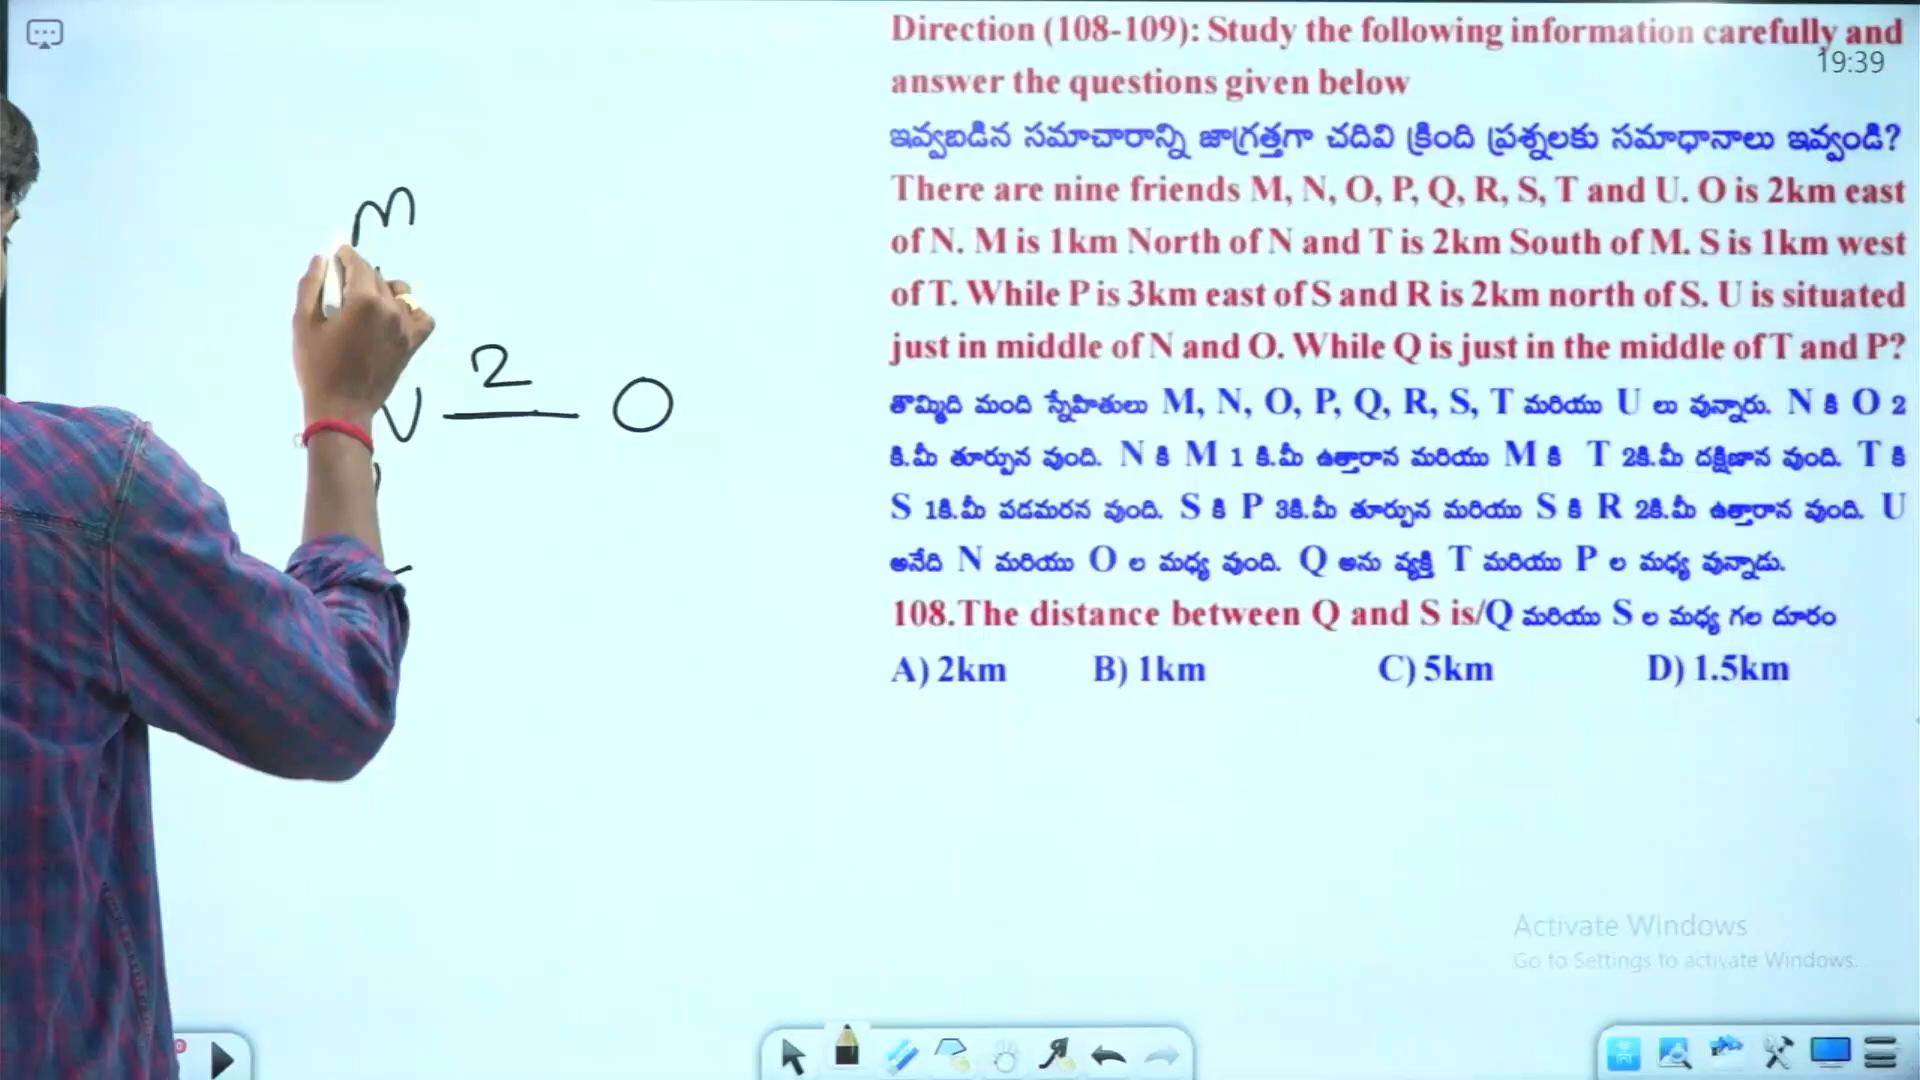 Direction (108-109): Study the following information carefully and
19:39
answer the questions given below
ఇవ్వబడిన సమాచారాన్ని జాగ్రత్తగా చదివి క్రింది ప్రశ్నలకు సమాధానాలు ఇవ్వండి?
There are nine friends M, N, O, P, Q, R, S, T and U. O is 2km east
of N. M is 1km North of N and T is 2km South of M. S is 1km west
of T. While P is 3km east of S and R is 2km north of S. U is situated
just in middle of N and O. While Q is just in the middle of T and P?
తొమ్మిది మంది స్నేహితులు M, N, O, P, Q, R, S, T మరియు U లు వున్నారు. N కి O 2
కి.మీ తూర్పున వుంది. N కి M 1 కి.మీ ఉత్తారాన మరియు M కి T 2కి.మీ దక్షిణాన వుంది. T కి
S 1కి.మీ పడమరన వుంది. S కి P 3కి.మీ తూర్పున మరియు S కి R 2కి.మీ ఉత్తారాన వుంది. U
అనేది N మరియు O ల మధ్య వుంది. Q అను వ్యక్తి T మరియు P ల మధ్య వున్నాడు.
108.The distance between Q and S is/Q మరియు S ల మధ్య గల దూరం
A) 2km B) 1km C) 5km D) 1.5km
M
2
O
Activate Windows
Go to Settings to activate Windows.